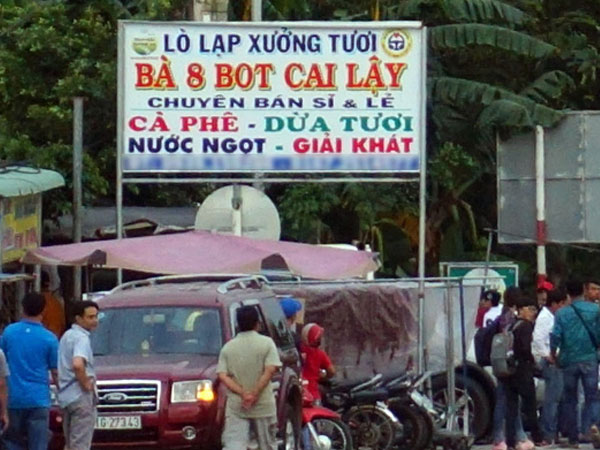 LÒ LẠP XƯỞNG TƯƠI
BÀ 8 BOT CAI LẬY
CHUYÊN BÁN SỈ & LẺ
CÀ PHÊ - DỪA TƯƠI
NƯỚC NGỌT - GIẢI KHÁT